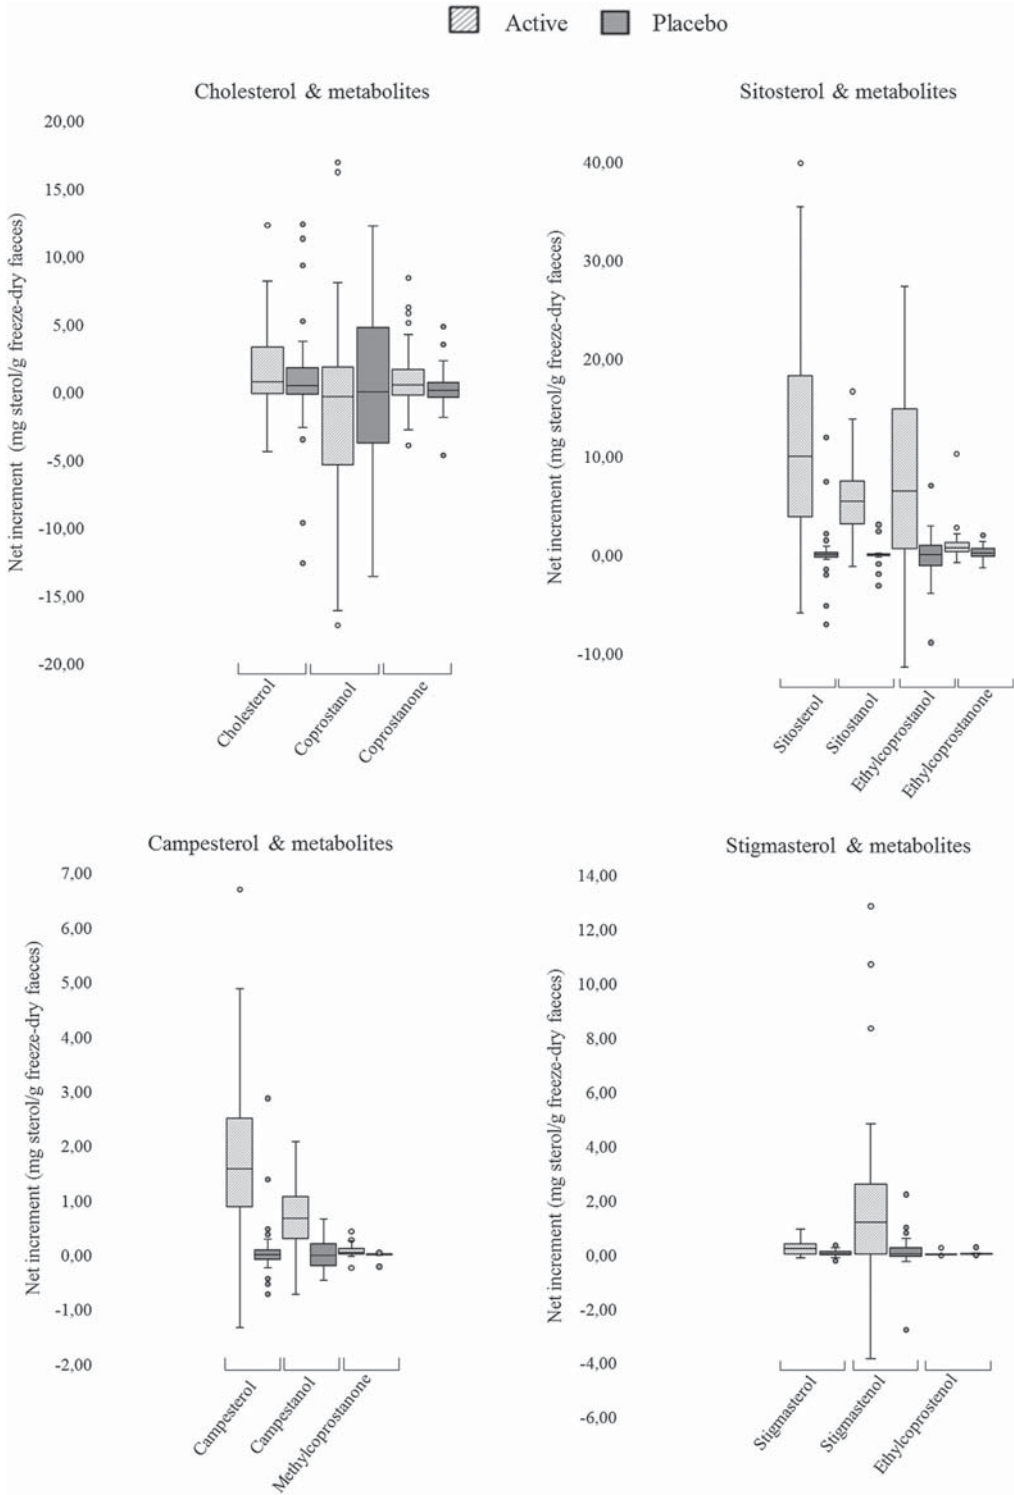 Active Placebo
Cholesterol & metabolites
Net increment (mg sterol/g freeze-dry faeces)
20,00
15,00
10,00
5,00
0,00
-5,00
-10,00
-15,00
-20,00
Cholesterol
Coprostanol
Coprostanone
Sitosterol & metabolites
Net increment (mg sterol/g freeze-dry faeces)
40,00
30,00
20,00
10,00
0,00
-10,00
Sitosterol
Sitostanol
Ethylcoprostanol
Ethylcoprostanone
Campesterol & metabolites
Net increment (mg sterol/g freeze-dry faeces)
7,00
6,00
5,00
4,00
3,00
2,00
1,00
0,00
-1,00
-2,00
Campesterol
Campestanol
Methylcoprostanone
Stigmasterol & metabolites
Net increment (mg sterol/g freeze-dry faeces)
14,00
12,00
10,00
8,00
6,00
4,00
2,00
0,00
-2,00
-4,00
-6,00
Stigmasterol
Stigmastenol
Ethylcoprostenol